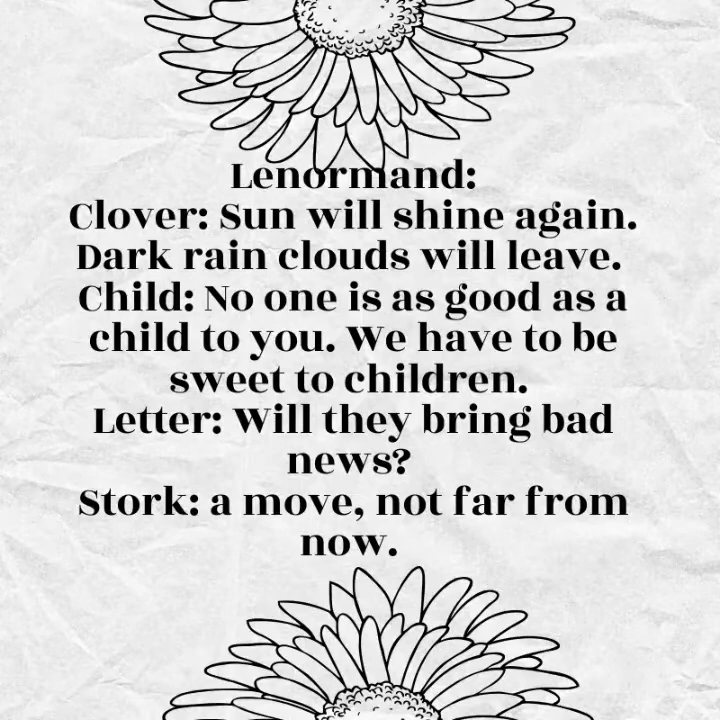 Lenormand:
Clover: Sun will shine again.
Dark rain clouds will leave.
Child: No one is as good as a
child to you. We have to be
sweet to children.
Letter: Will they bring bad
news?
Stork: a move, not far from
now.